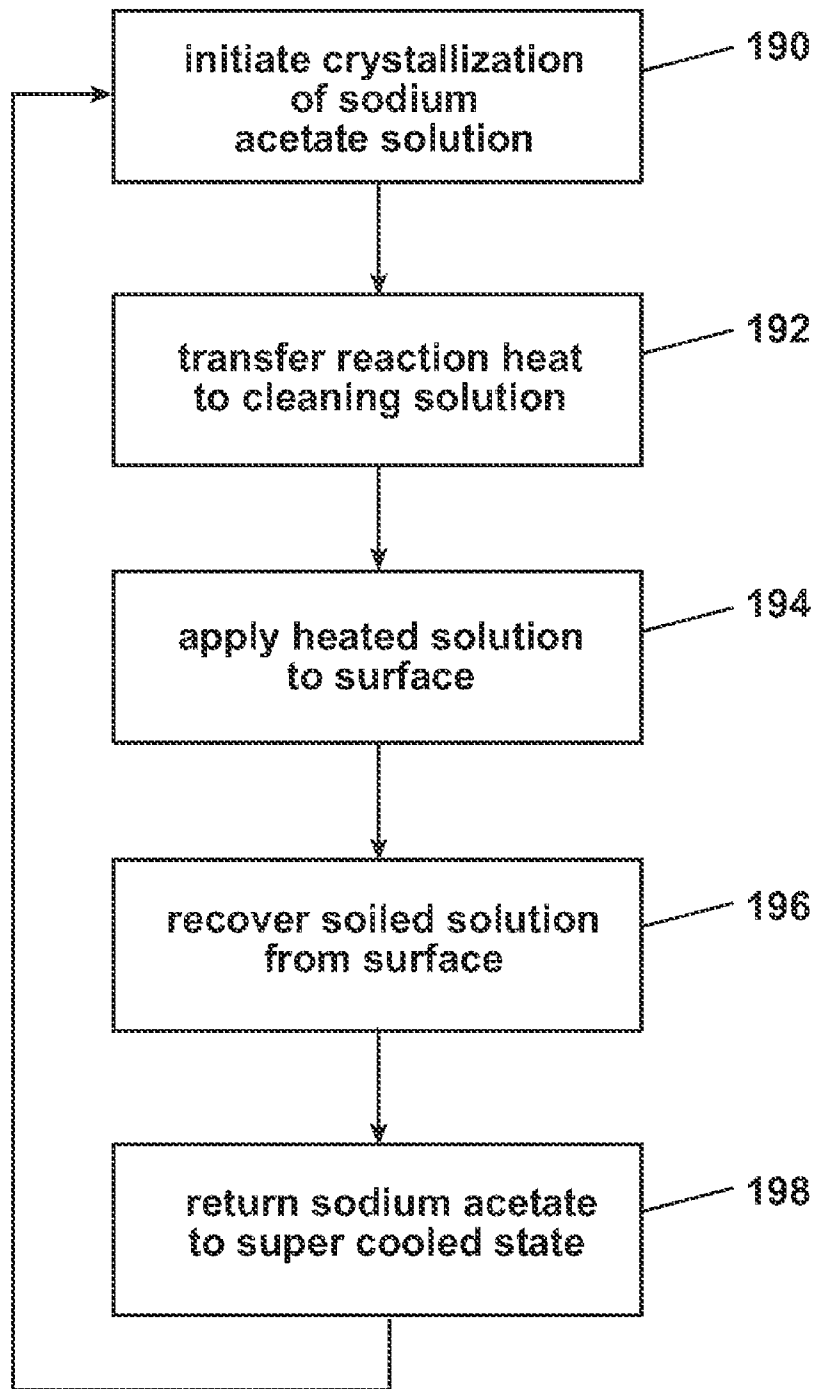 initiate crystallization
of sodium
acetate solution
190
transfer reaction heat
to cleaning solution
192
apply heated solution
to surface
194
recover soiled solution
from surface
196
return sodium acetate
to super cooled state
198